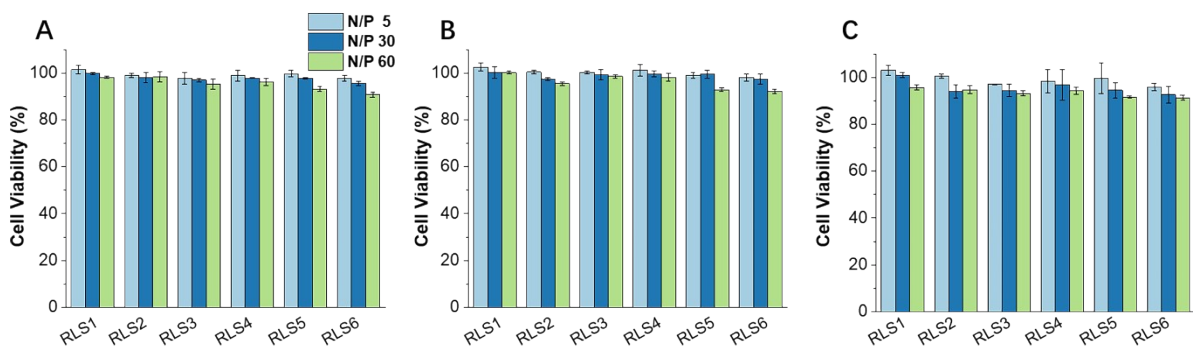 A
N/P 5
N/P 30
N/P 60
Cell Viability (%)
100
80
60
40
20
0
RLS1 RLS2 RLS3 RLS4 RLS5 RLS6
B
Cell Viability (%)
100
80
60
40
20
0
RLS1 RLS2 RLS3 RLS4 RLS5 RLS6
C
Cell Viability (%)
100
80
60
40
20
0
RLS1 RLS2 RLS3 RLS4 RLS5 RLS6